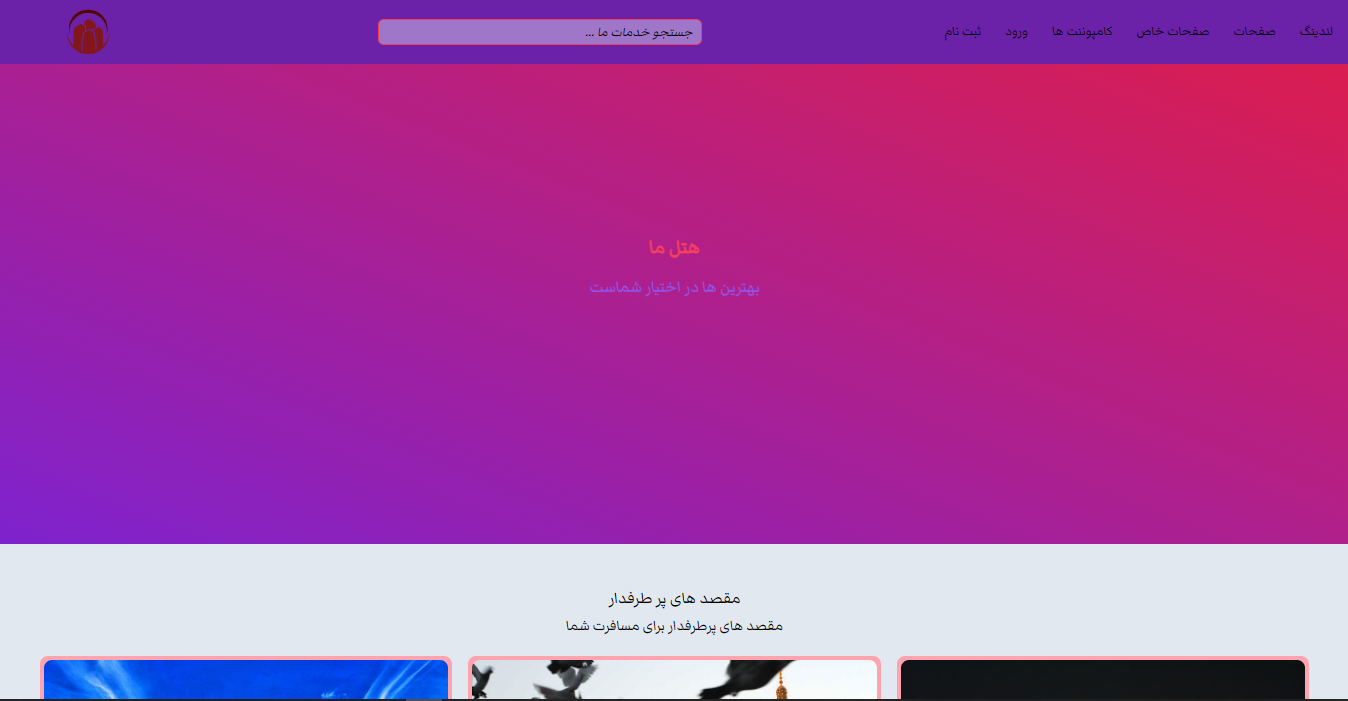 لندینگ صفحات صفحات خاص کامپوننت ها ورود ثبت نام
جستجو خدمات ما ...
هتل ما
بهترین ها در اختیار شماست
مقصد های پر طرفدار
مقصد های پرطرفدار برای مسافرت شما